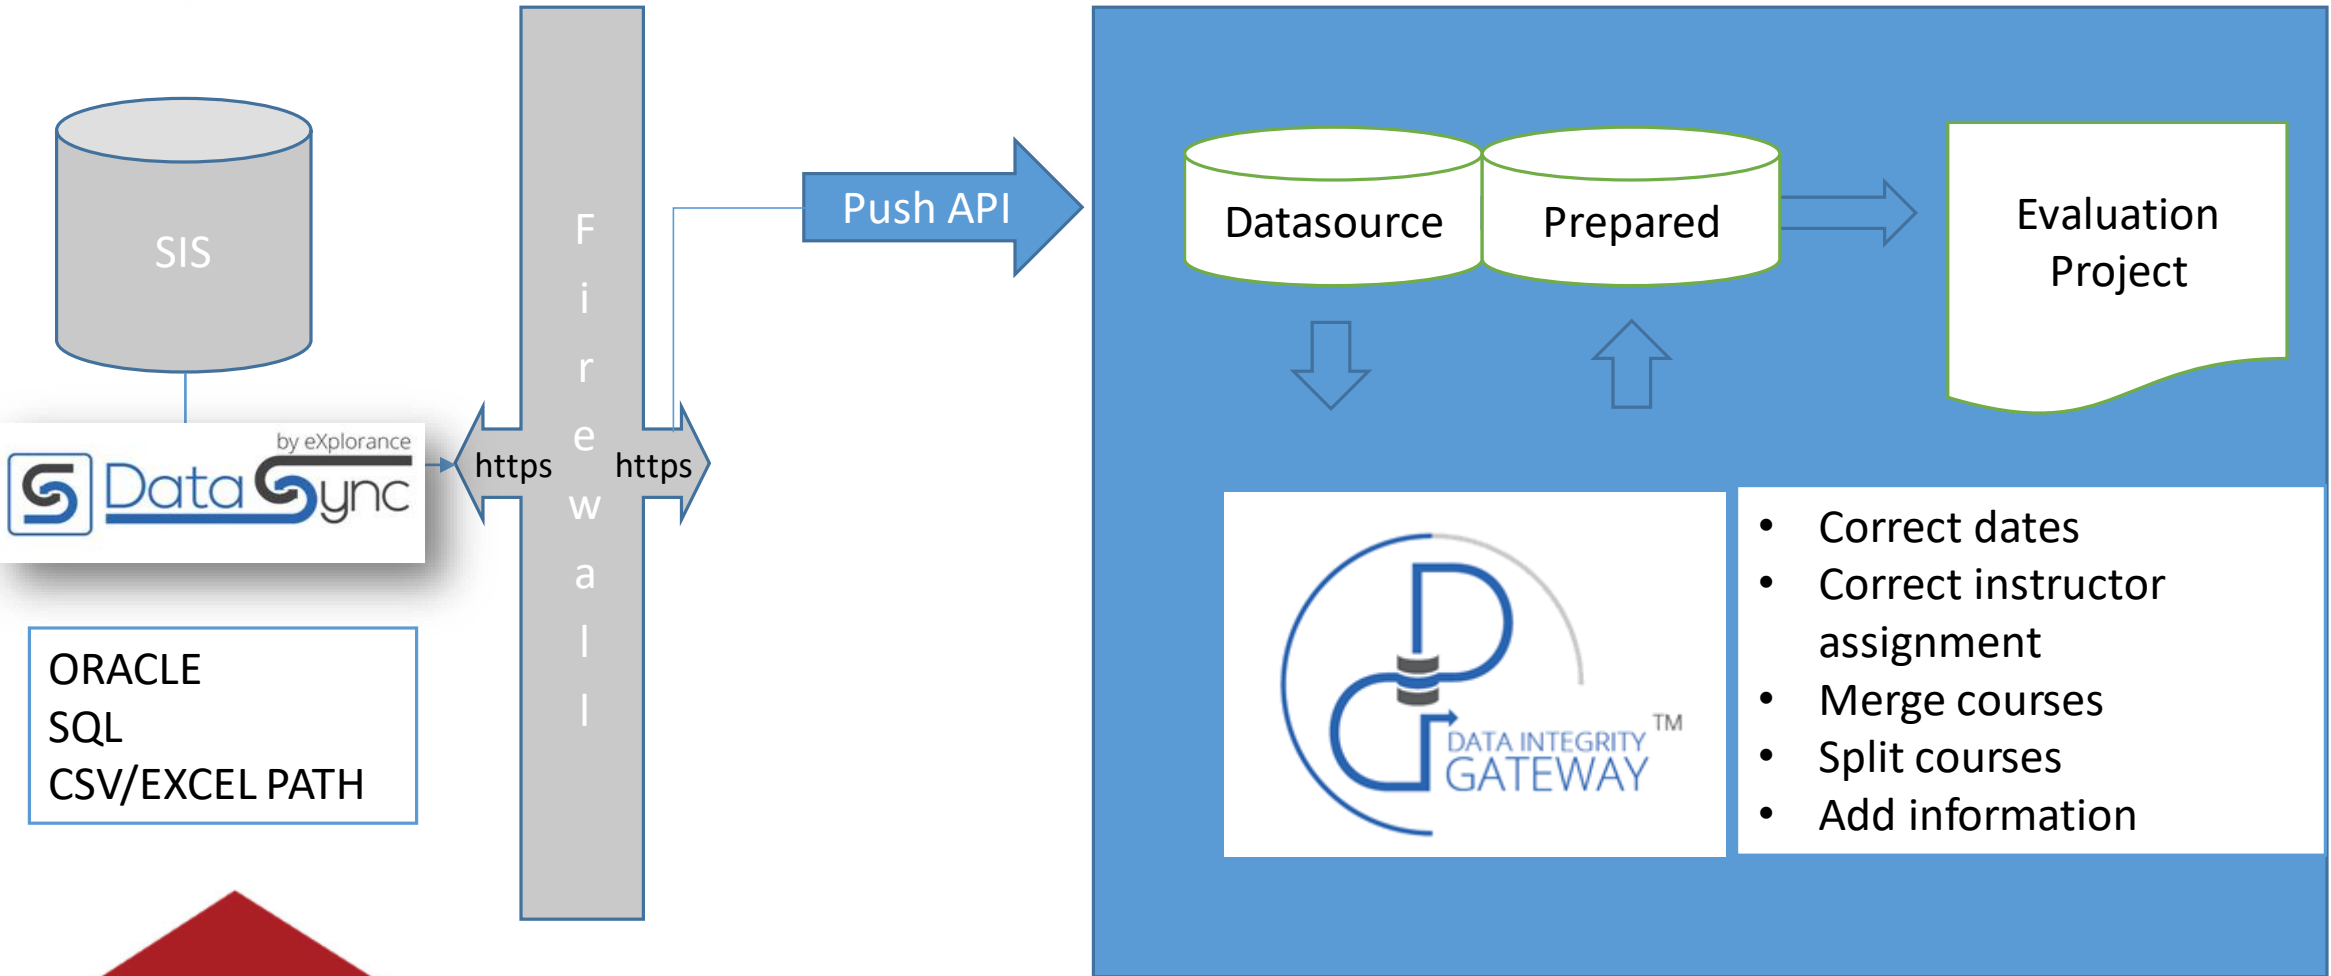 SIS
by eXplorance
S DataSync
ORACLE
SQL
CSV/EXCEL PATH
F
i
r
e
w
a
l
l
https
https
Push API
Datasource
Prepared
Evaluation
Project
DATA INTEGRITY
GATEWAY
TM
• Correct dates
• Correct instructor
assignment
• Merge courses
• Split courses
• Add information